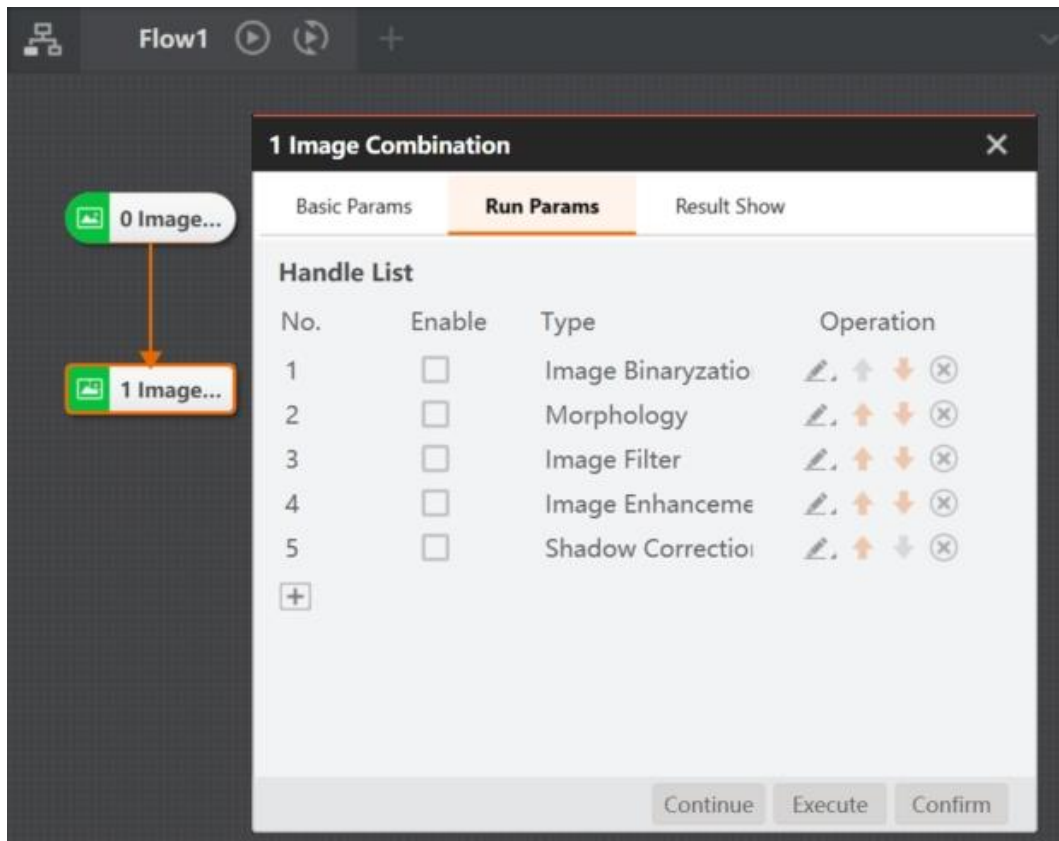 Flow1
1 Image Combination
0 Image...
Basic Params Run Params Result Show
Handle List
No. Enable Type Operation
1 Image Binaryzatio
1 Image...
2 Morphology
3 Image Filter
4 Image Enhanceme
5 Shadow Correctio
Continue Execute Confirm